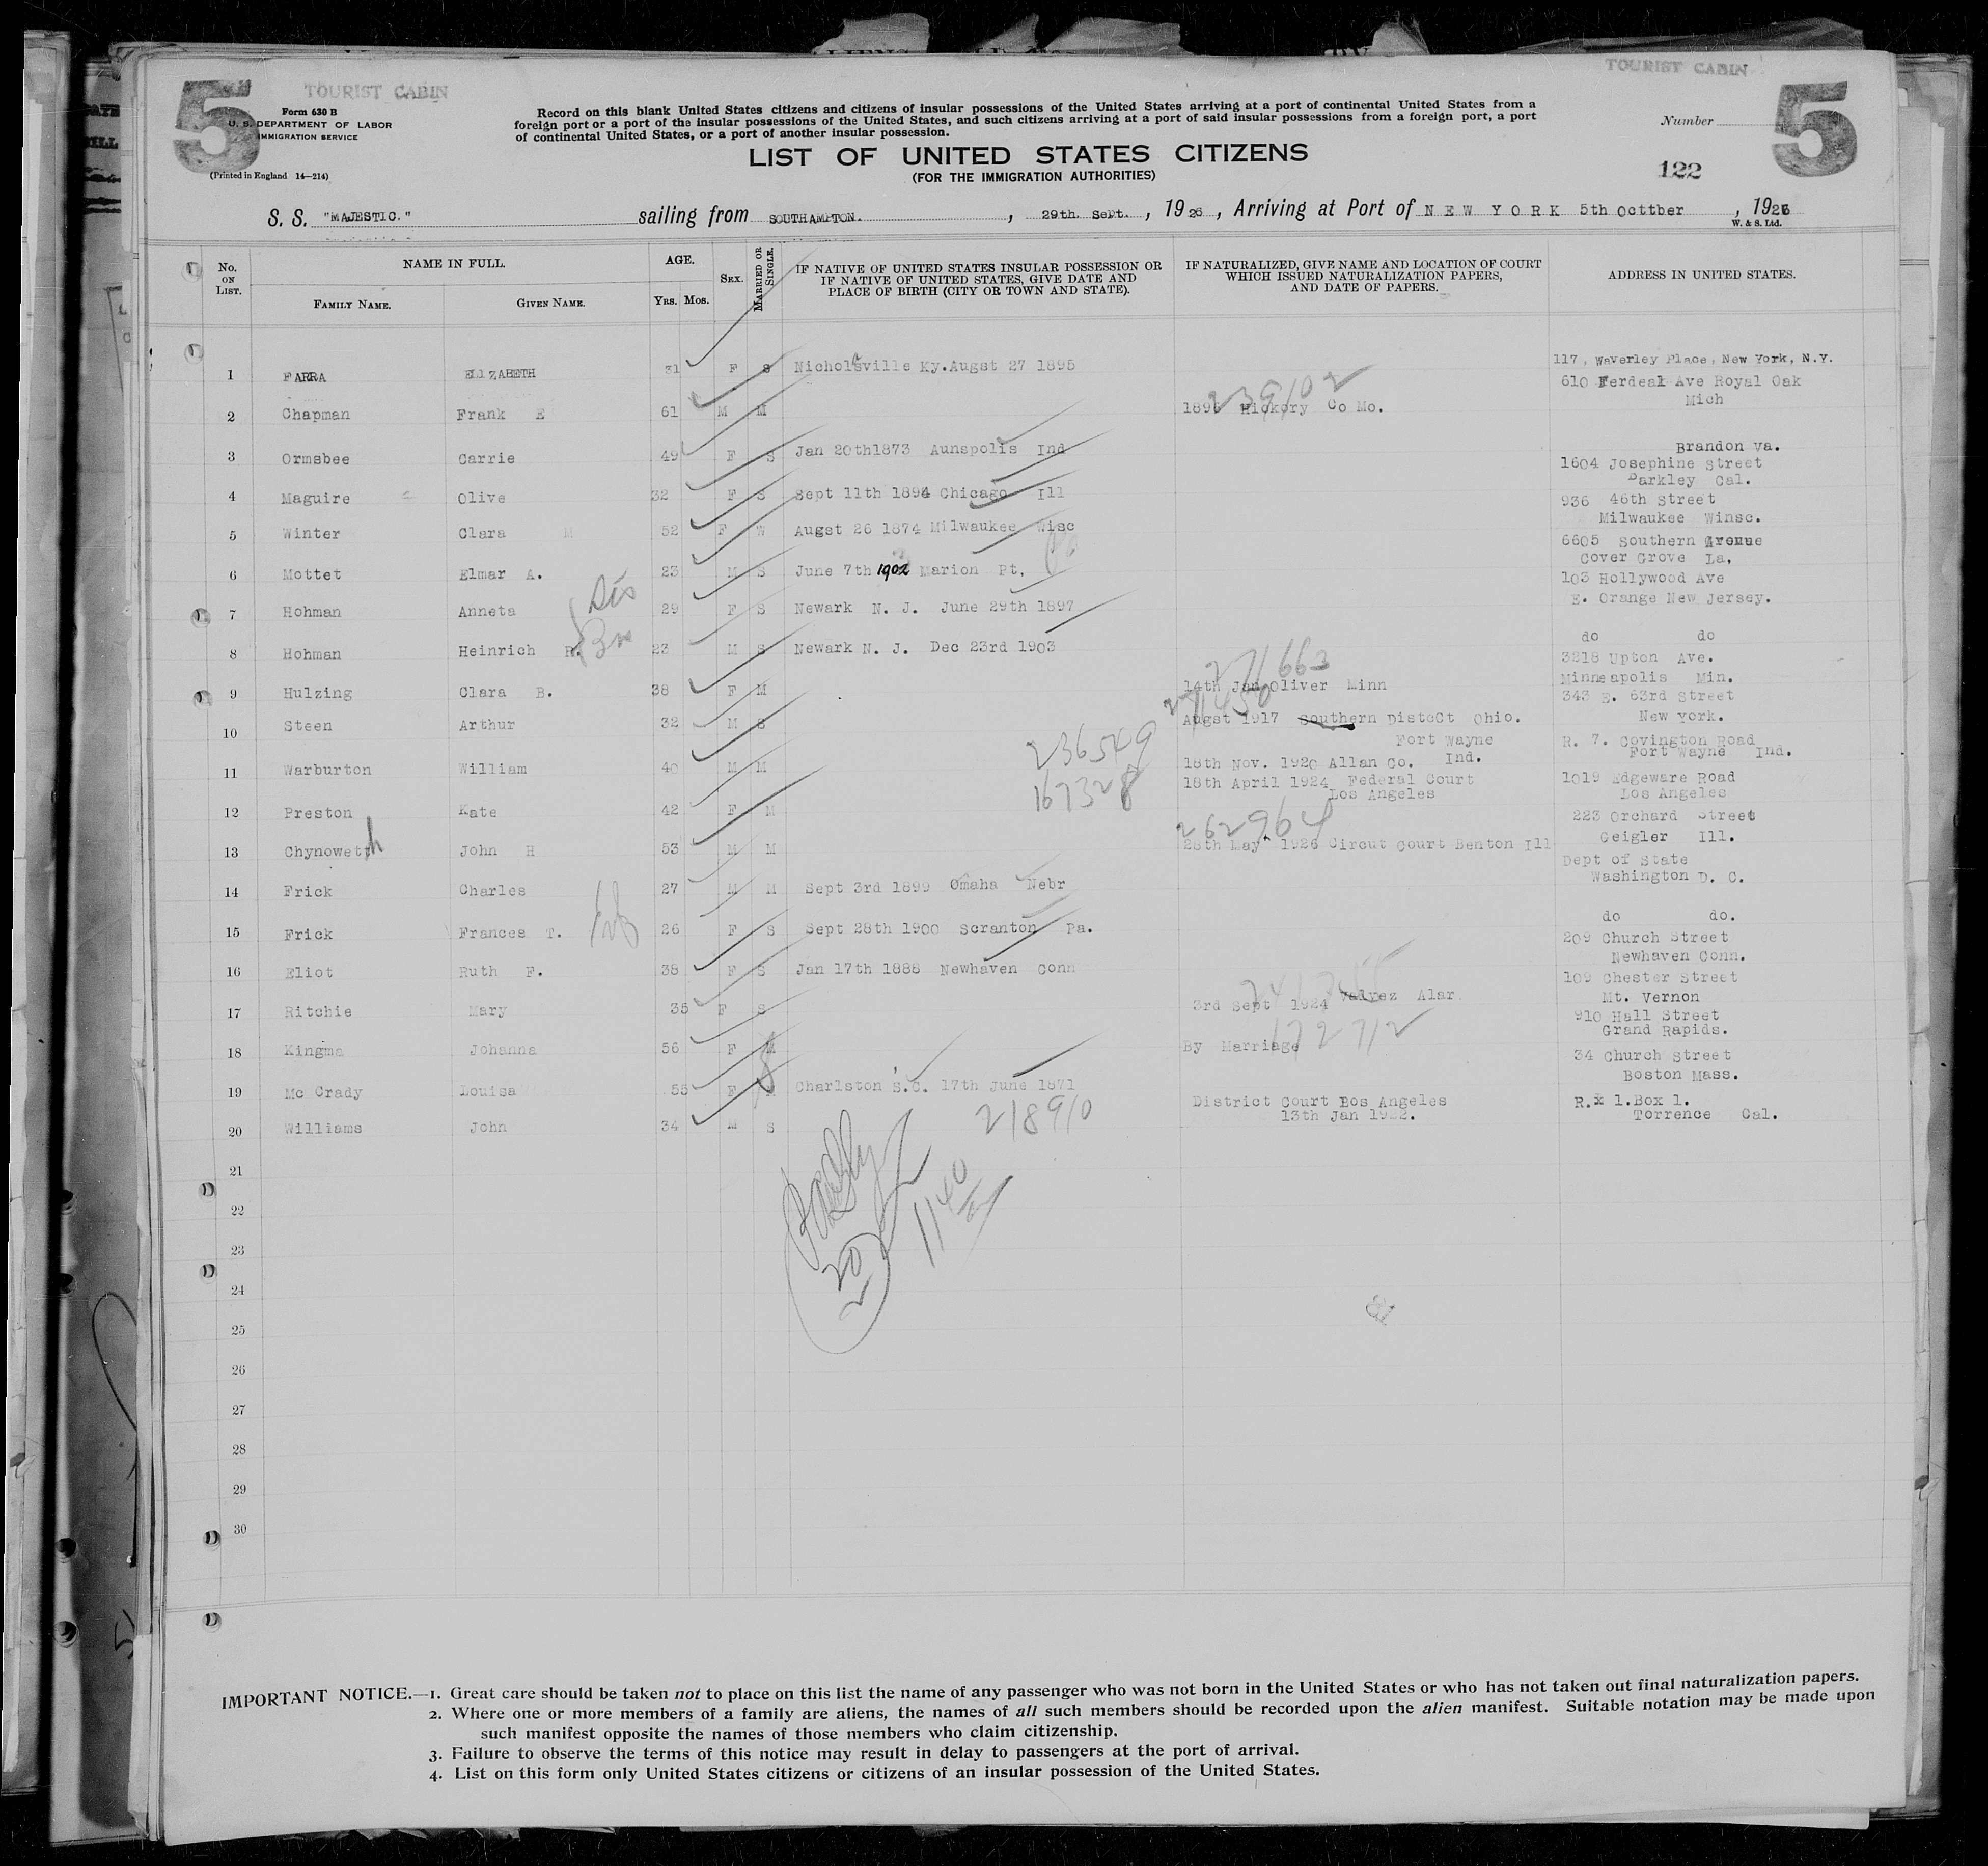 TOURIST CABIN
TOURIST CABIN
5
5
Form 630 B
U. S. DEPARTMENT OF LABOR
IMMIGRATION SERVICE
(Printed in England 14—214)
Record on this blank United States citizens and citizens of insular possessions of the United States arriving at a port of continental United States from a
foreign port or a port of the insular possessions of the United States, and such citizens arriving at a port of said insular possessions from a foreign port, a port
of continental United States, or a port of another insular possession.
Number
LIST OF UNITED STATES CITIZENS
(FOR THE IMMIGRATION AUTHORITIES)
122
S. S. "MAJESTIC." sailing from SOUTHAMPTON. , 29th. Sept. , 1926 , Arriving at Port of NEW YORK 5th Octtber , 1926
W. & S. Ltd.
No. ON LIST. NAME IN FULL. AGE. SEX. MARRIED OR SINGLE. IF NATIVE OF UNITED STATES INSULAR POSSESSION OR IF NATIVE OF UNITED STATES, GIVE DATE AND PLACE OF BIRTH (CITY OR TOWN AND STATE). IF NATURALIZED, GIVE NAME AND LOCATION OF COURT WHICH ISSUED NATURALIZATION PAPERS, AND DATE OF PAPERS. ADDRESS IN UNITED STATES.
FAMILY NAME. GIVEN NAME. YRS. MOS.
1 FARRA ELIZABETH 31 F S Nicholasville Ky. Augst 27 1895 117, Waverley Place, New York, N.Y.
2 Chapman Frank E 61 M M 239102 1896 Hickory Co Mo. 610 Ferdeal Ave Royal Oak
Mich
3 Ormsbee Carrie 49 F S Jan 20th1873 Aunspolis Ind Brandon Va.
4 Maguire Olive 32 F S Sept 11th 1894 Chicago Ill 1604 Josephine Street
Barkley Cal.
5 Winter Clara M 52 F W Augst 26 1874 Milwaukee Wisc 936 46th Street
Milwaukee Winsc.
6 Mottet Elmar A. 23 M S June 7th 1902 Marion Pt, 6605 Southern Avenue
Cover Grove La,
7 Hohman Anneta 29 F S Newark N. J. June 29th 1897 103 Hollywood Ave
E. Orange New Jersey.
8 Hohman Heinrich R. 23 M S Newark N. J. Dec 23rd 1903 do do
9 Hulzing Clara B. 38 F M 271663 14th Jan Oliver Minn 3218 Upton Ave.
Minneapolis Min.
10 Steen Arthur 32 M S Augst 1917 Southern Distcct Ohio. 343 E. 63rd Street
New York.
11 Warburton William 40 M M 236549 Fort Wayne
18th Nov. 1920 Allan Co. Ind. R. 7. Covington Road
Fort Wayne Ind.
12 Preston Kate 42 F M 167328 18th April 1924 Federal Court
Los Angeles 1019 Edgeware Road
Los Angeles
13 Chynoweth John H 53 M M 262964 28th May 1926 Circut Court Benton Ill 223 Orchard Street
Geigler Ill.
14 Frick Charles 27 M M Sept 3rd 1899 Omaha Nebr Dept of State
Washington D. C.
15 Frick Frances T. 26 F S Sept 28th 1900 Scranton Pa. do do.
16 Eliot Ruth F. 38 F S Jan 17th 1888 Newhaven Conn 209 Church Street
Newhaven Conn.
17 Ritchie Mary 35 F S 3rd Sept 1924 Valvez Alar 109 Chester Street
Mt. Vernon
18 Kingma Johanna 56 F M By Marriage 172712 910 Hall Street
Grand Rapids.
19 Mc Crady Louisa 55 F S Charlston S.C. 17th June 1871 34 Church Street
Boston Mass.
20 Williams John 34 M S 218910 District Court Bos Angeles
13th Jan 1922. R.x 1.Box 1.
Torrence Cal.
21
22
23
24
25
26
27
28
29
30
IMPORTANT NOTICE.—1. Great care should be taken not to place on this list the name of any passenger who was not born in the United States or who has not taken out final naturalization papers.
2. Where one or more members of a family are aliens, the names of all such members should be recorded upon the alien manifest. Suitable notation may be made upon
such manifest opposite the names of those members who claim citizenship.
3. Failure to observe the terms of this notice may result in delay to passengers at the port of arrival.
4. List on this form only United States citizens or citizens of an insular possession of the United States.